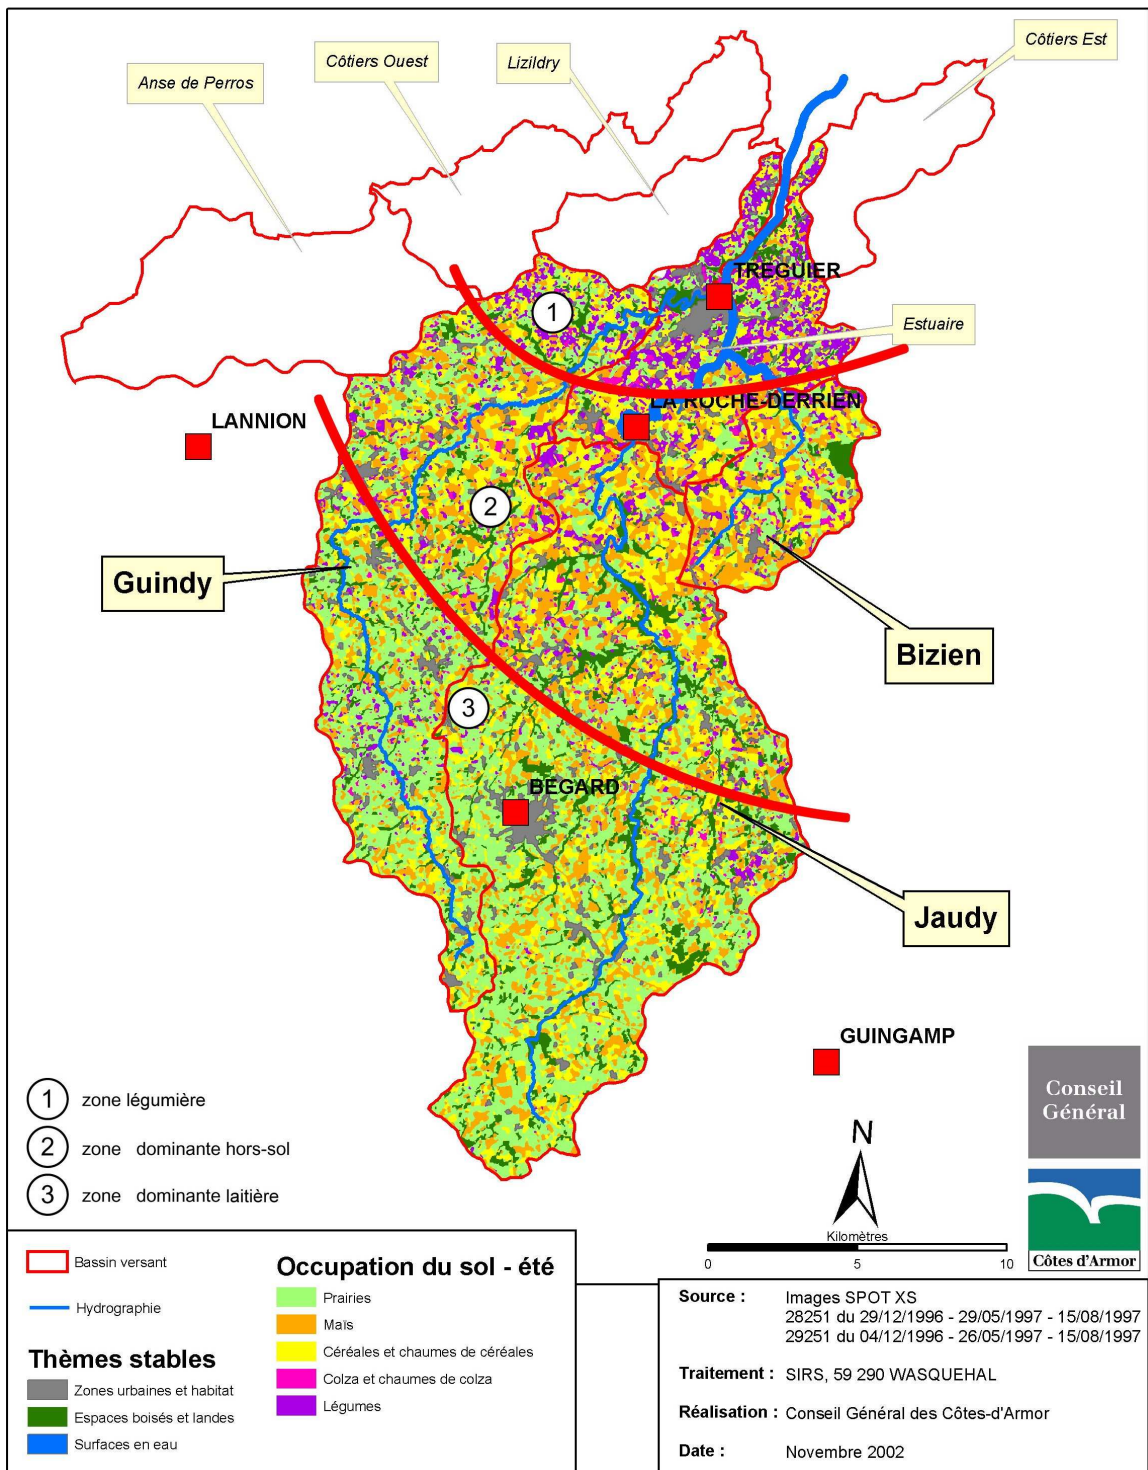 Côtiers Est
Côtiers Ouest
Lizildry
Anse de Perros
TREGUIER
1
Estuaire
LA ROCHE-DERRIEN
LANNION
2
Guindy
Bizien
3
BEGARD
Jaudy
GUINGAMP
1 zone légumière
2 zone dominante hors-sol
3 zone dominante laitière
N
Kilomètres
0 5 10
Conseil
Général
Côtes d'Armor
Bassin versant
Hydrographie
Thèmes stables
Zones urbaines et habitat
Espaces boisés et landes
Surfaces en eau
Occupation du sol - été
Prairies
Maïs
Céréales et chaumes de céréales
Colza et chaumes de colza
Légumes
Source : Images SPOT XS
28251 du 29/12/1996 - 29/05/1997 - 15/08/1997
29251 du 04/12/1996 - 26/05/1997 - 15/08/1997
Traitement : SIRS, 59 290 WASQUEHAL
Réalisation : Conseil Général des Côtes-d'Armor
Date : Novembre 2002